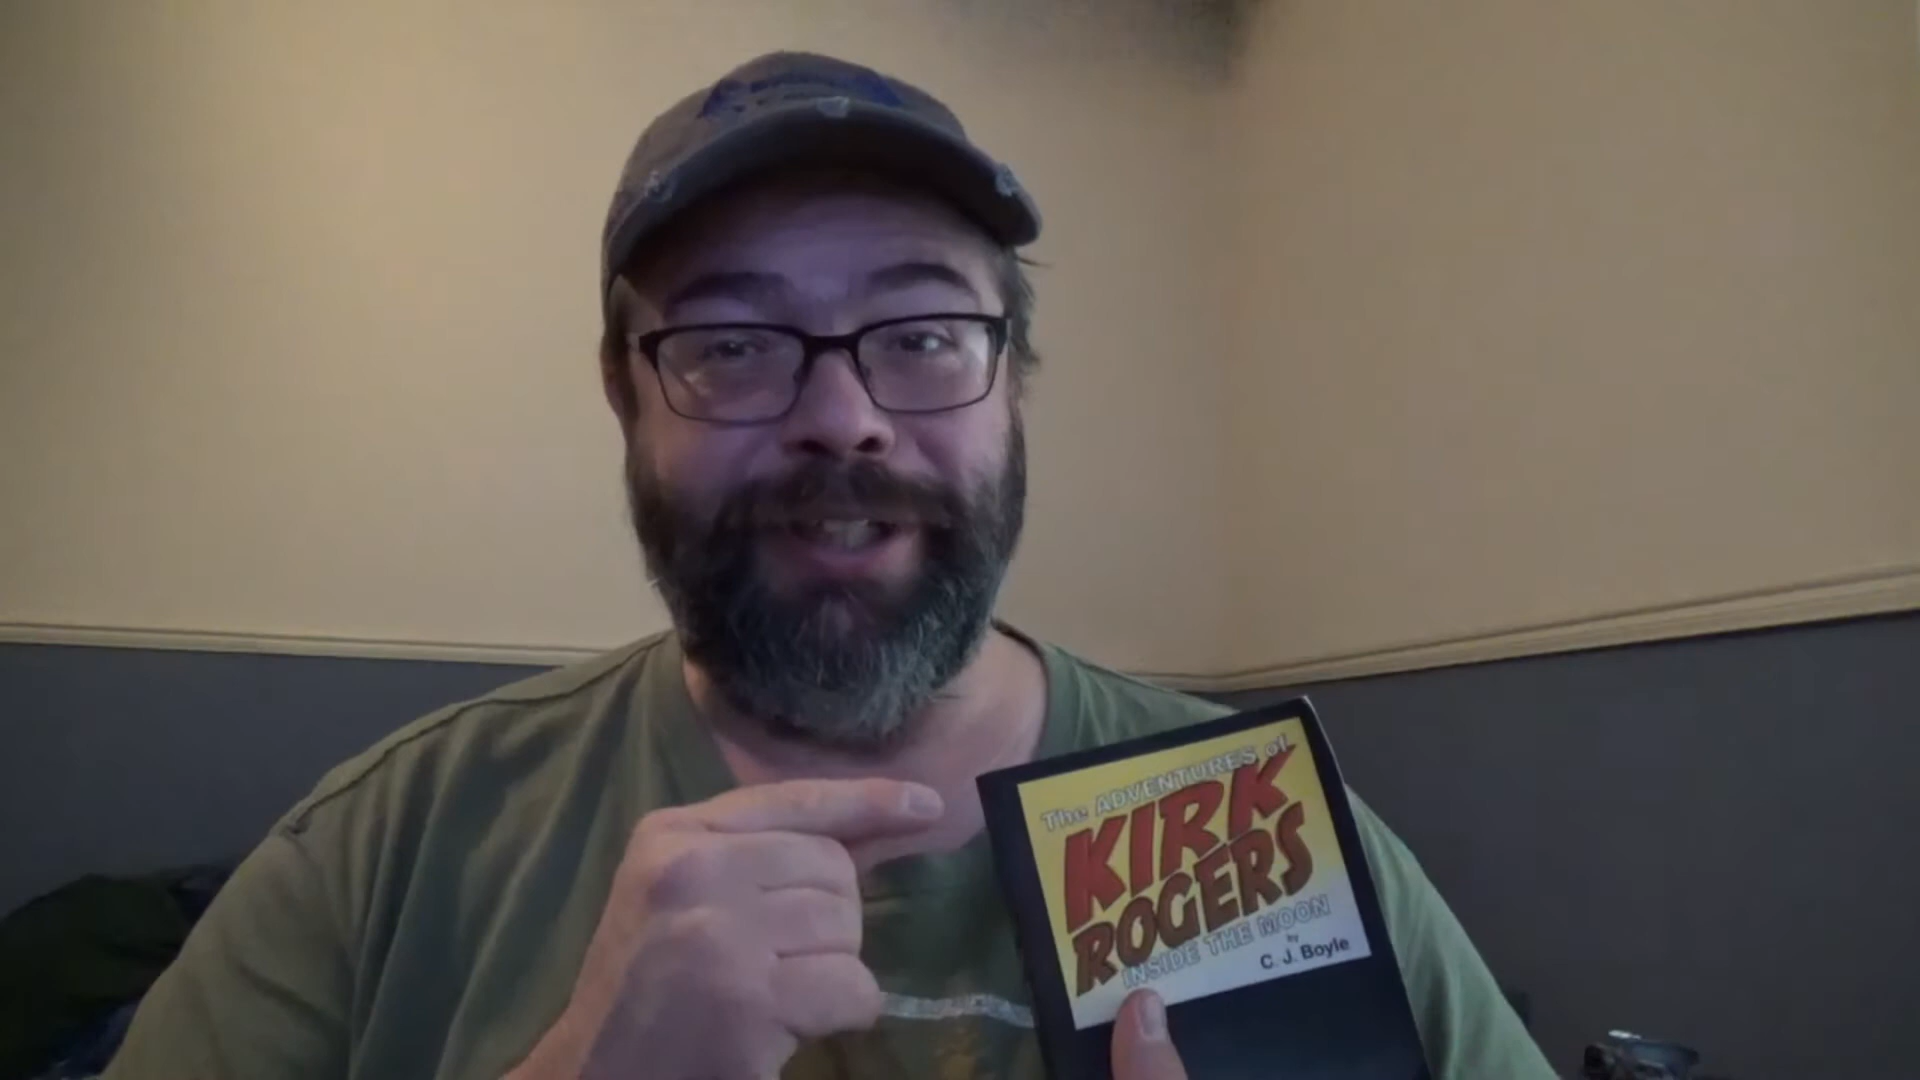 The ADVENTURES of
KIRK
ROGERS
INSIDE THE MOON
by
C. J. Boyle